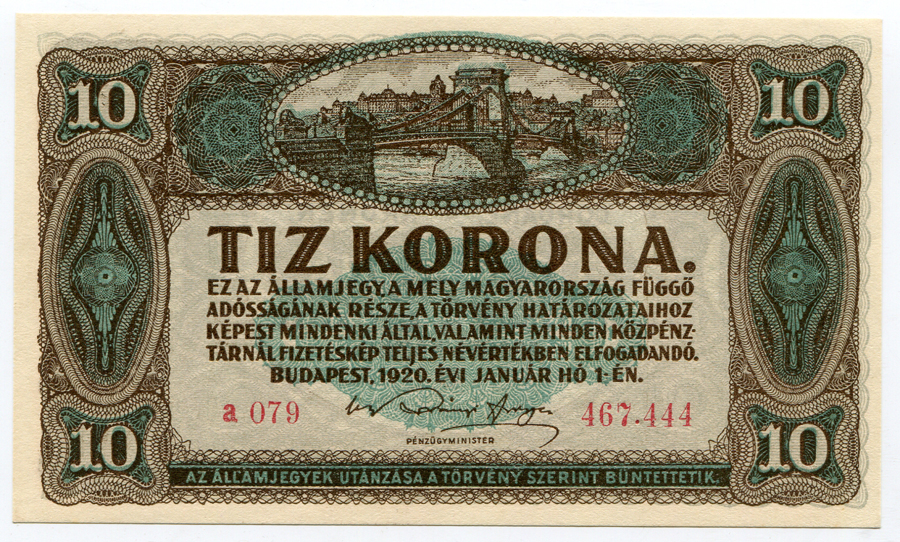 10
10
TIZ KORONA.
EZ AZ ÁLLAMJEGY, A MELY MAGYARORSZÁG FÜGGŐ
ADÓSSÁGÁNAK RÉSZE, A TÖRVÉNY HATÁROZATAIHOZ
KÉPEST MINDENKI ÁLTAL, VALAMINT MINDEN KÖZPÉNZ-
TÁRNÁL FIZETÉSKÉP TELJES NÉVÉRTÉKBEN ELFOGADANDÓ.
BUDAPEST, 1920. ÉVI JANUÁR HÓ 1-ÉN.
a 079
467.444
PÉNZÜGYMINISTER
10
10
AZ ÁLLAMJEGYEK UTÁNZÁSA A TÖRVÉNY SZERINT BÜNTETTETIK.